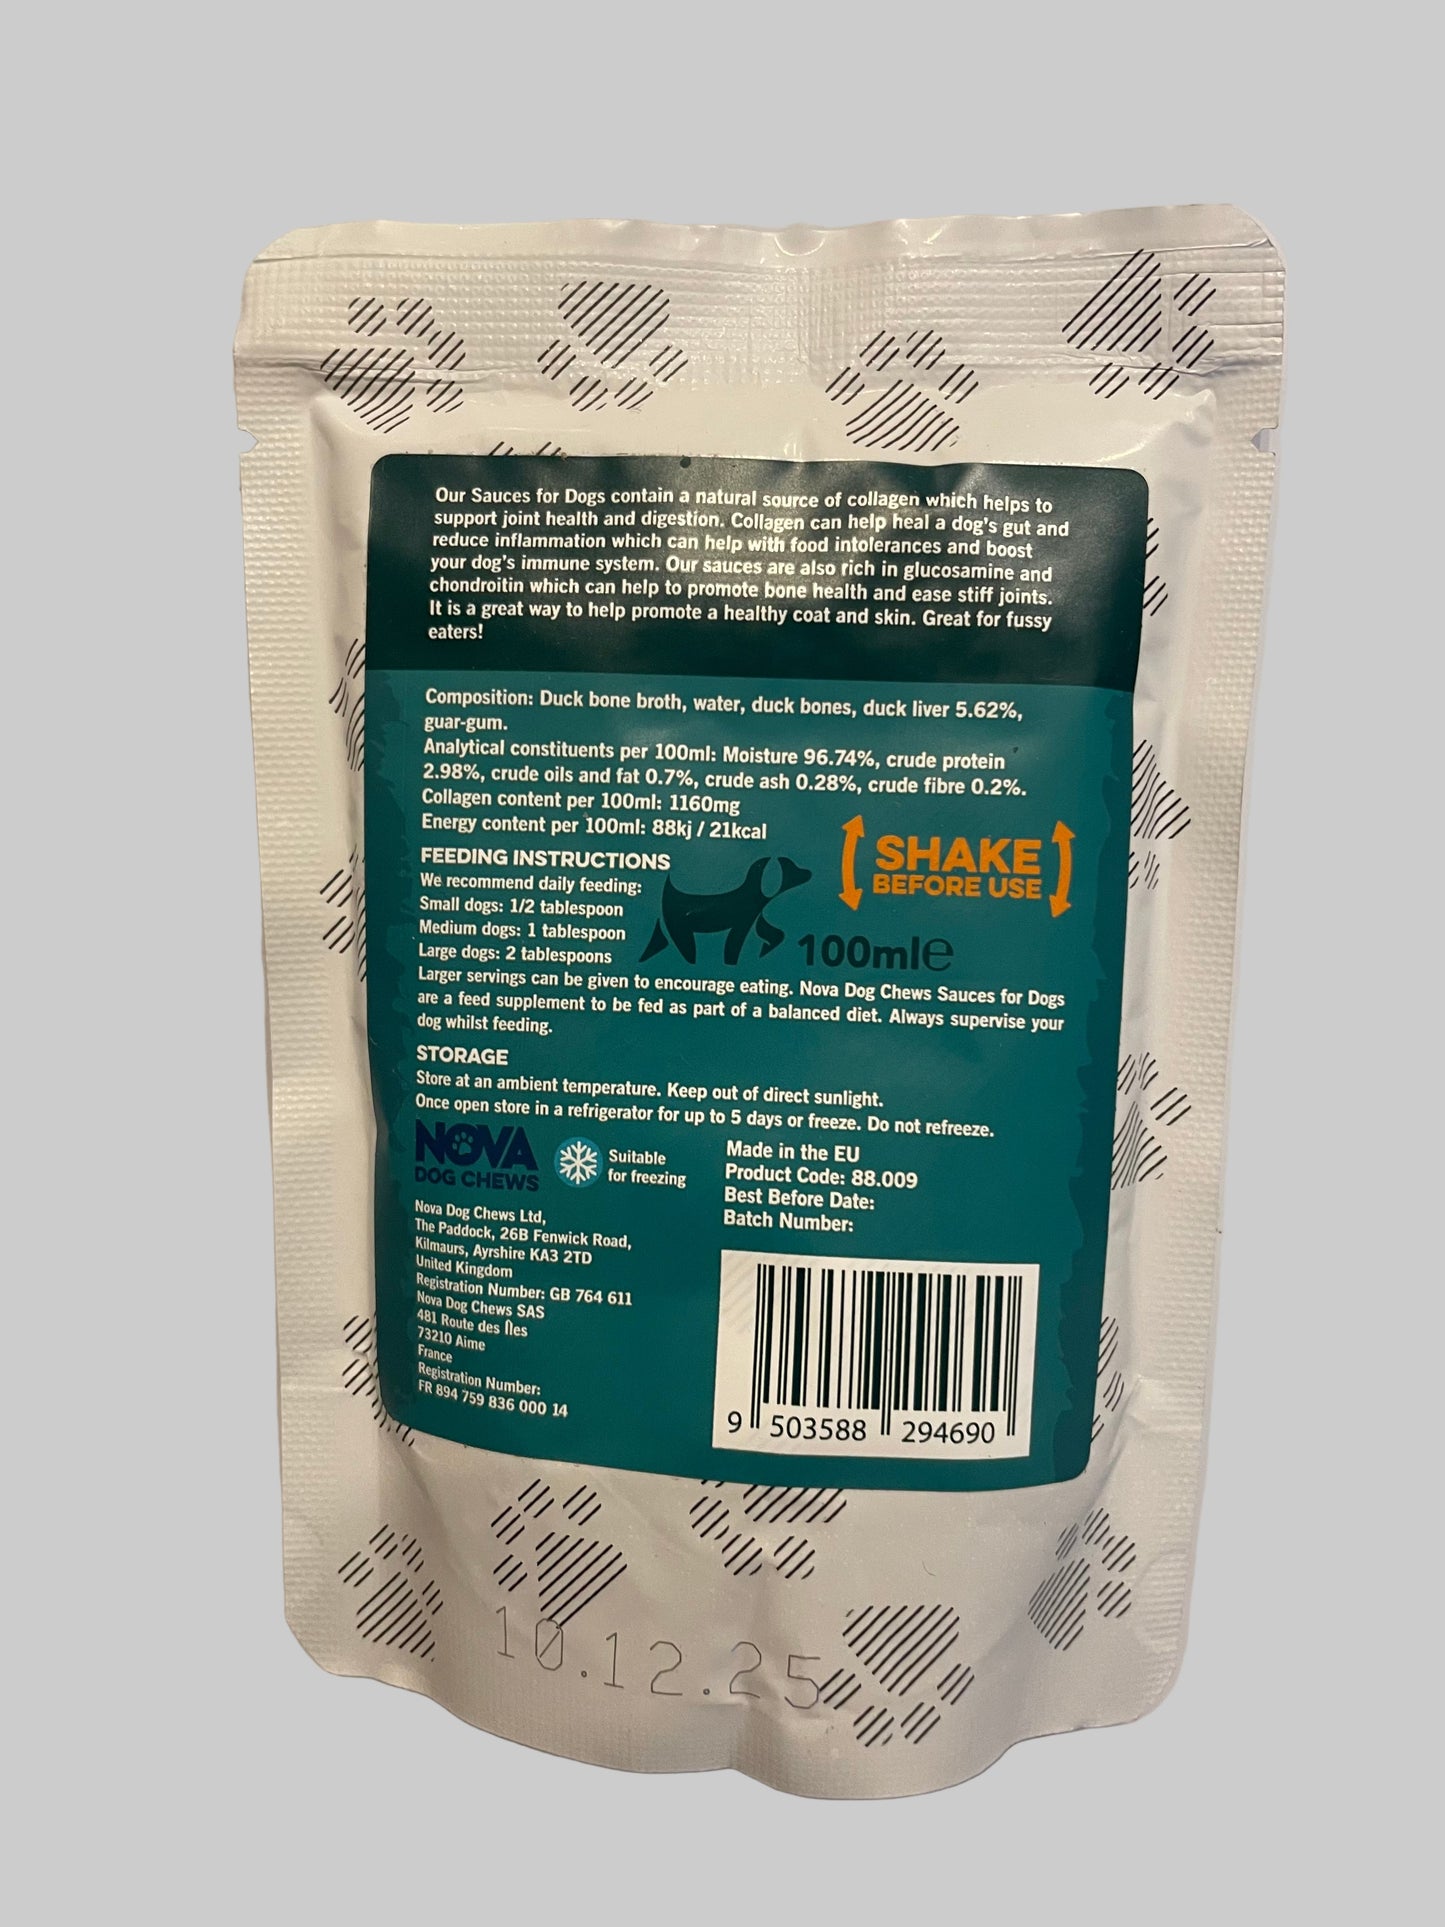 Our Sauces for Dogs contain a natural source of collagen which helps to
support joint health and digestion. Collagen can help heal a dog's gut and
reduce inflammation which can help with food intolerances and boost
your dog's immune system. Our sauces are also rich in glucosamine and
chondroitin which can help to promote bone health and ease stiff joints.
It is a great way to help promote a healthy coat and skin. Great for fussy
eaters!
Composition: Duck bone broth, water, duck bones, duck liver 5.62%,
guar-gum.
Analytical constituents per 100ml: Moisture 96.74%, crude protein
2.98%, crude oils and fat 0.7%, crude ash 0.28%, crude fibre 0.2%.
Collagen content per 100ml: 1160mg
Energy content per 100ml: 88kj / 21kcal
SHAKE
BEFORE USE
FEEDING INSTRUCTIONS
We recommend daily feeding:
Small dogs: 1/2 tablespoon
Medium dogs: 1 tablespoon
Large dogs: 2 tablespoons
100ml℮
Larger servings can be given to encourage eating. Nova Dog Chews Sauces for Dogs
are a feed supplement to be fed as part of a balanced diet. Always supervise your
dog whilst feeding.
STORAGE
Store at an ambient temperature. Keep out of direct sunlight.
Once open store in a refrigerator for up to 5 days or freeze. Do not refreeze.
NOVA
DOG CHEWS
Suitable
for freezing
Nova Dog Chews Ltd,
The Paddock, 26B Fenwick Road,
Kilmaurs, Ayrshire KA3 2TD
United Kingdom
Registration Number: GB 764 611
Nova Dog Chews SAS
481 Route des Îles
73210 Aime
France
Registration Number:
FR 894 759 836 000 14
Made in the EU
Product Code: 88.009
Best Before Date:
Batch Number:
9 503588 294690
10.12.25